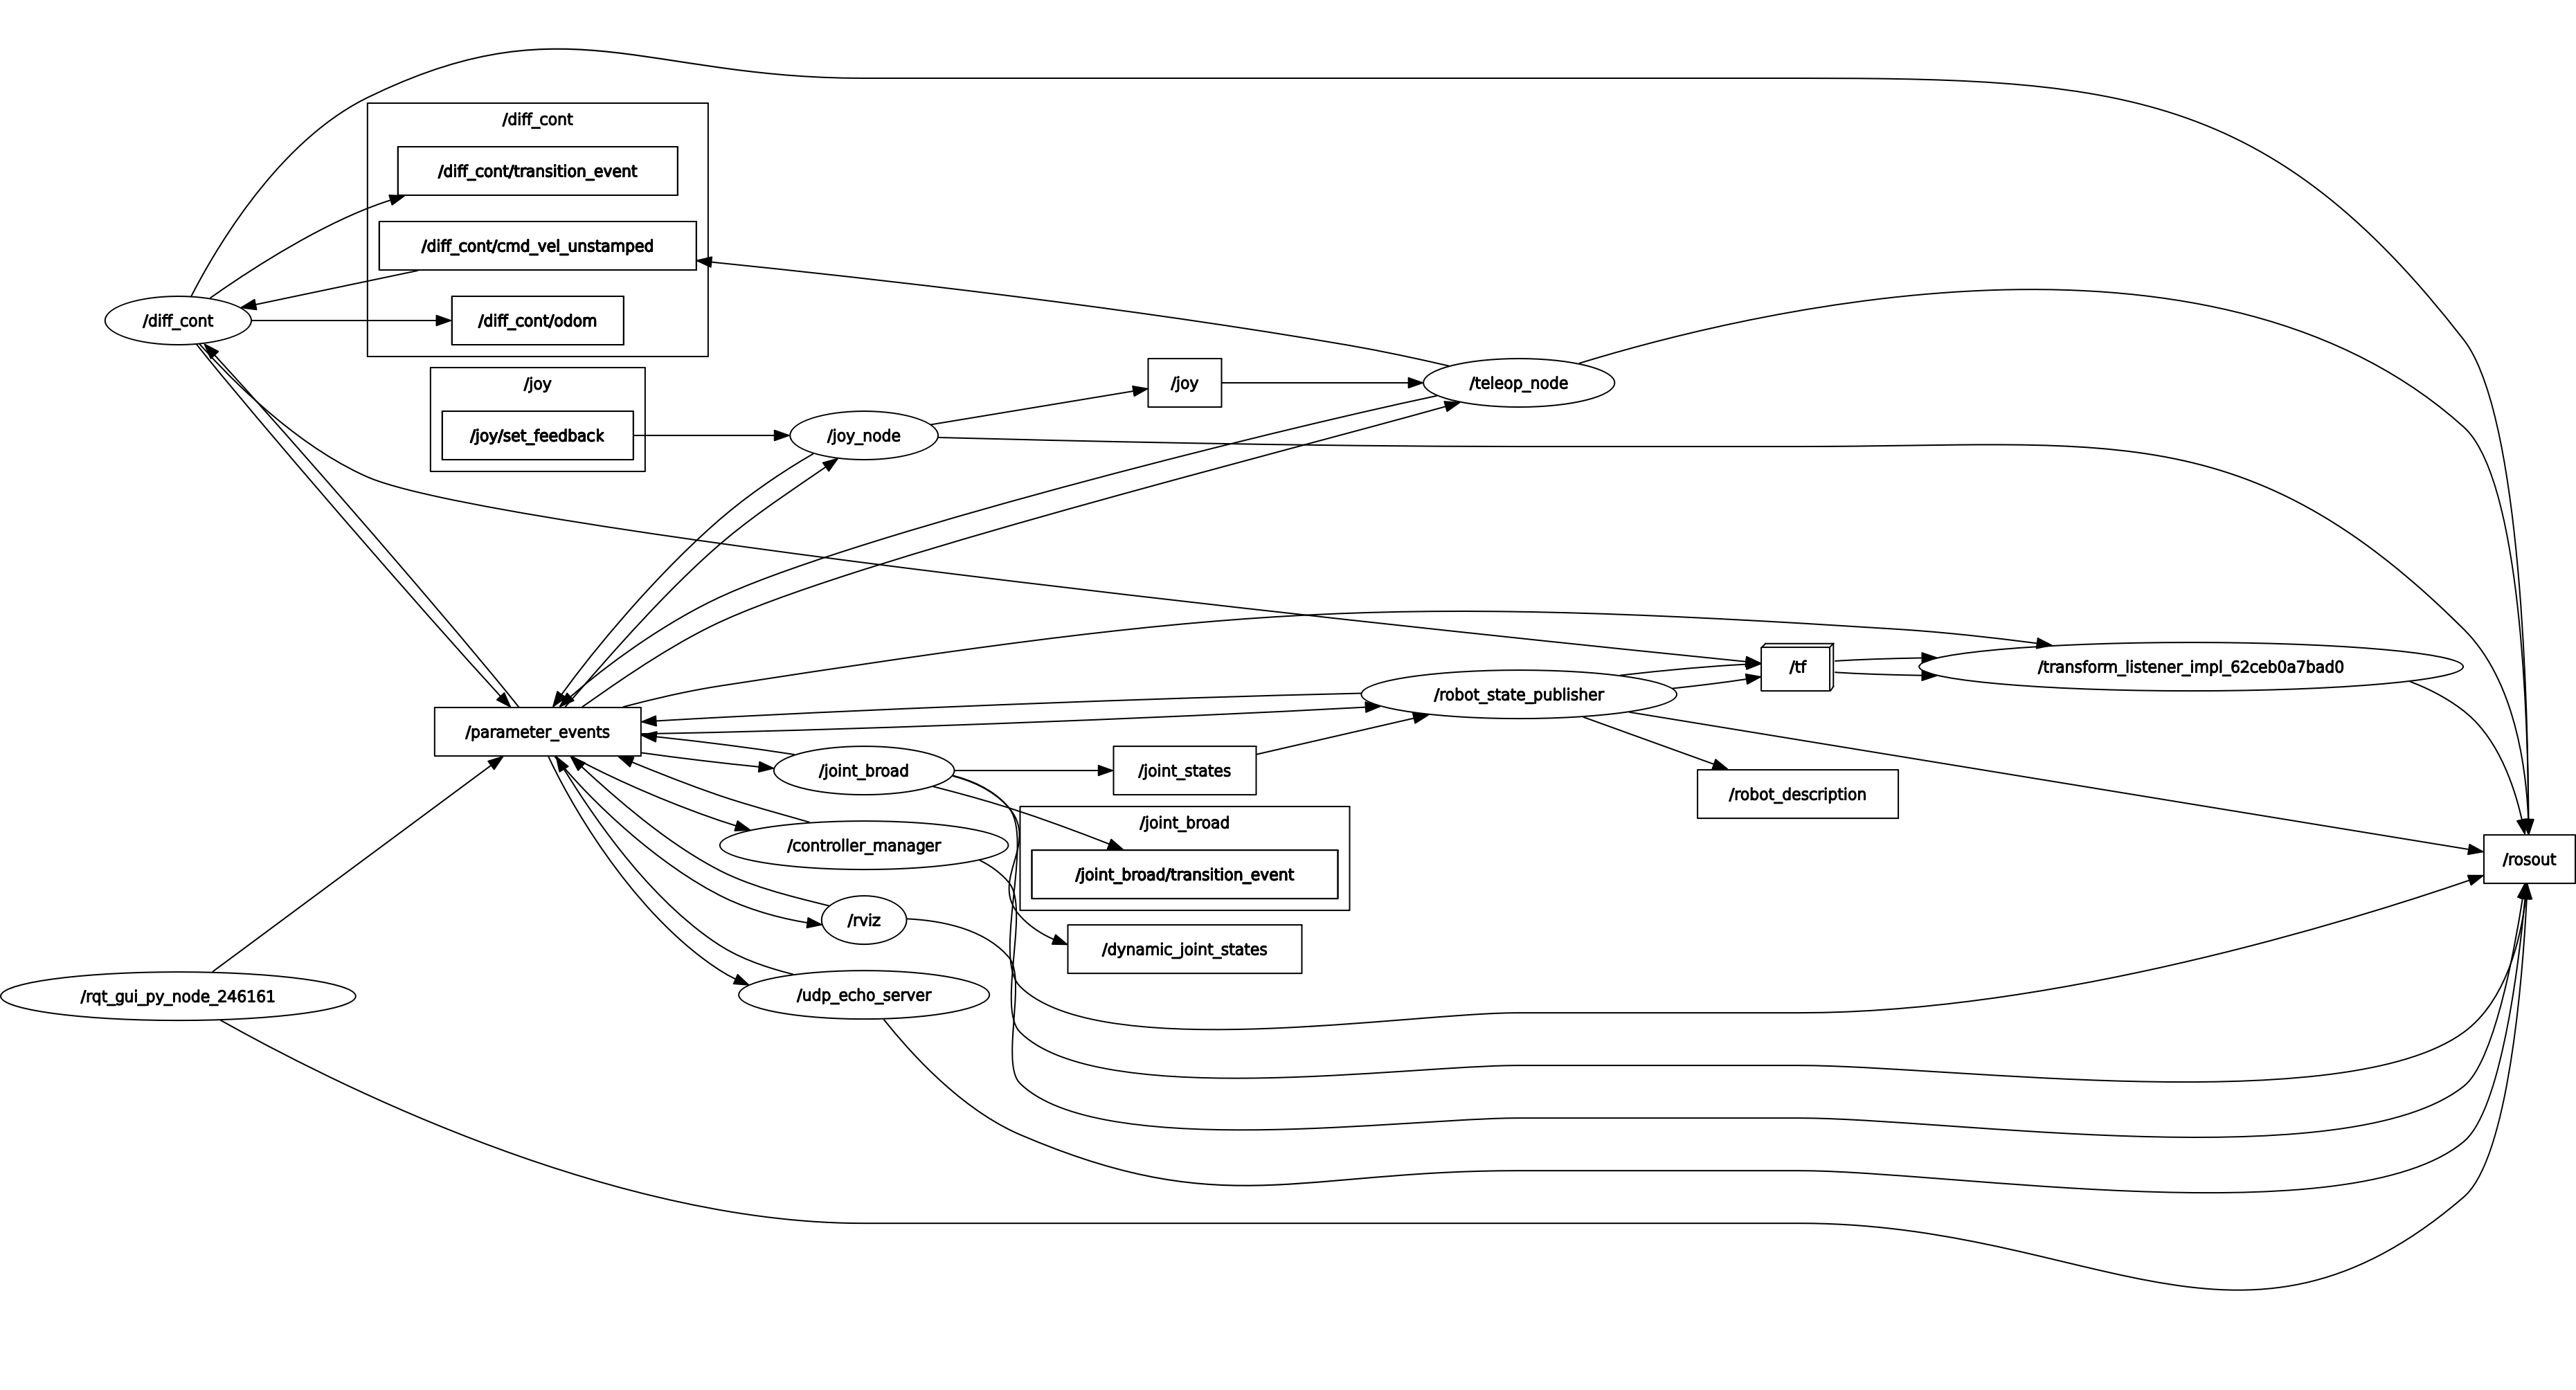 /diff_cont
/diff_cont/transition_event
/diff_cont/cmd_vel_unstamped
/diff_cont
/diff_cont/odom
/joy
/joy
/teleop_node
/joy/set_feedback
/joy_node
/tf
/transform_listener_impl_62ceb0a7bad0
/robot_state_publisher
/parameter_events
/joint_broad
/joint_states
/robot_description
/joint_broad
/controller_manager
/rosout
/joint_broad/transition_event
/rviz
/dynamic_joint_states
/rqt_gui_py_node_246161
/udp_echo_server